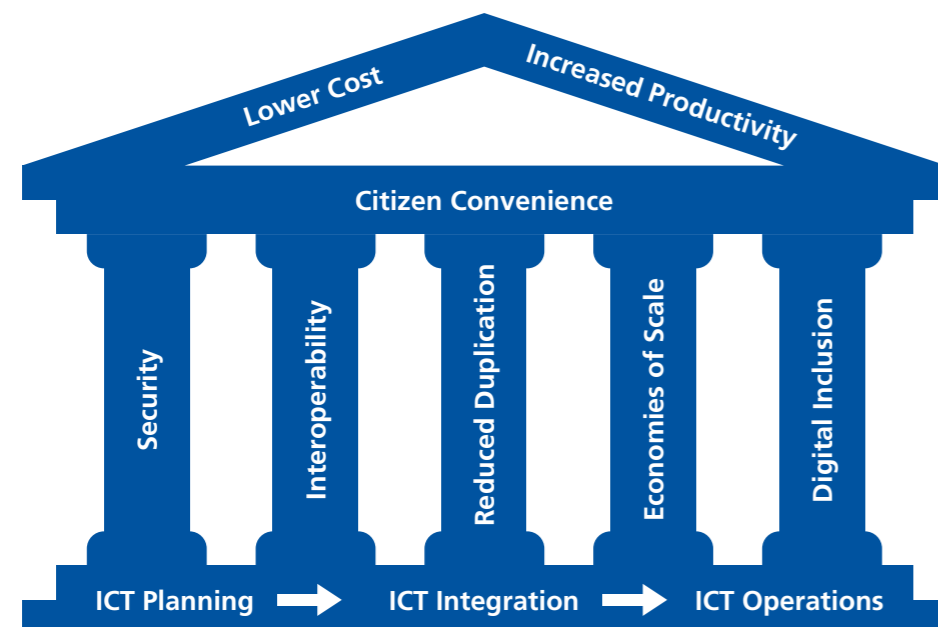 Lower Cost
Increased Productivity
Citizen Convenience
Security
Interoperability
Reduced Duplication
Economies of Scale
Digital Inclusion
ICT Planning
ICT Integration
ICT Operations